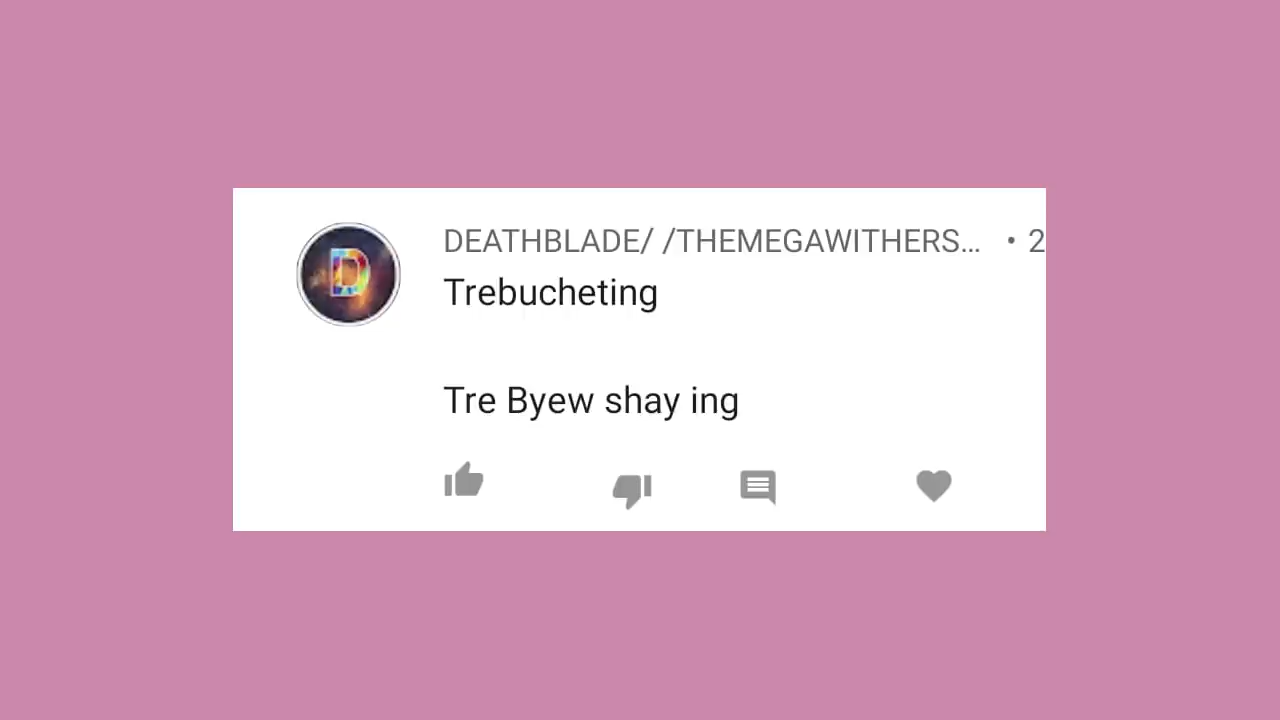 D
DEATHBLADE/ /THEMEGAWITHERS... • 2
Trebucheting
Tre Byew shay ing